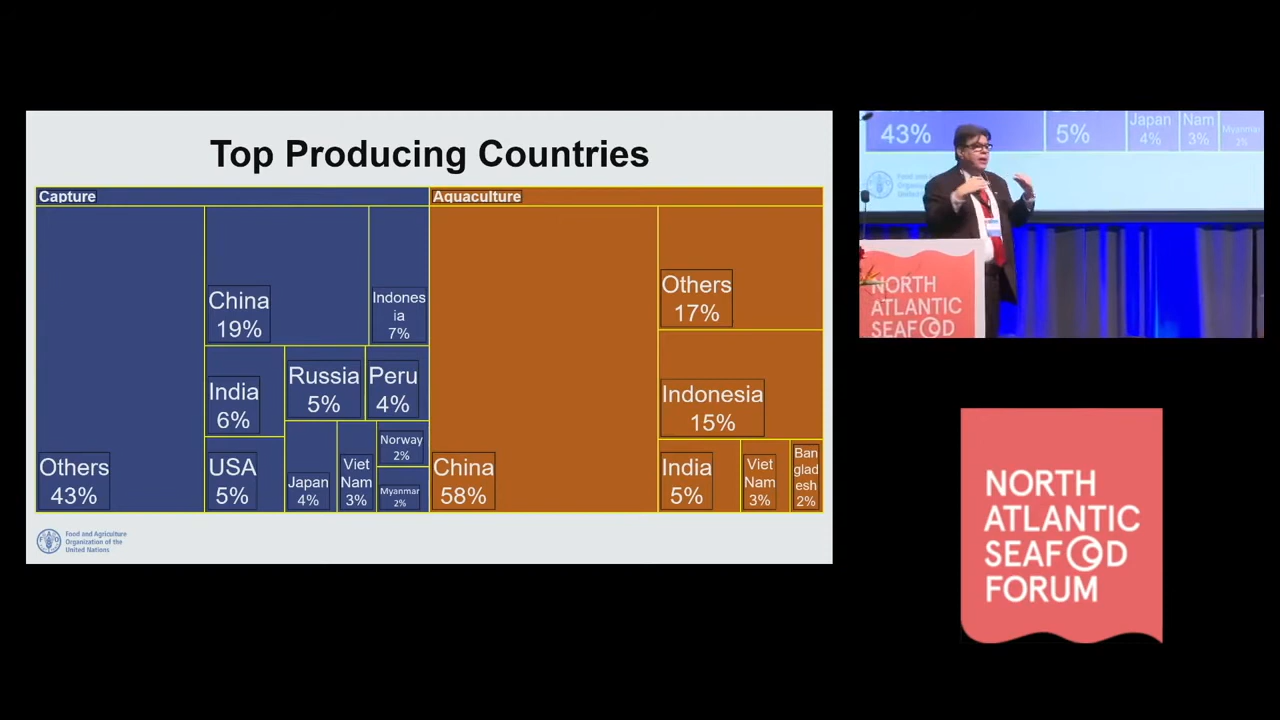 Top Producing Countries
Capture
Others
43%
China
19%
Indones
ia
7%
India
6%
USA
5%
Russia
5%
Peru
4%
Japan
4%
Viet
Nam
3%
Norway
2%
Myanmar
2%
Aquaculture
China
58%
Others
17%
Indonesia
15%
India
5%
Viet
Nam
3%
Ban
glad
esh
2%
Food and Agriculture
Organization of the
United Nations
43%
5%
Japan
4%
Nam
3%
Myanmar
2%
NORTH
ATLANTIC
SEAFOOD
NORTH
ATLANTIC
SEAFOOD
FORUM